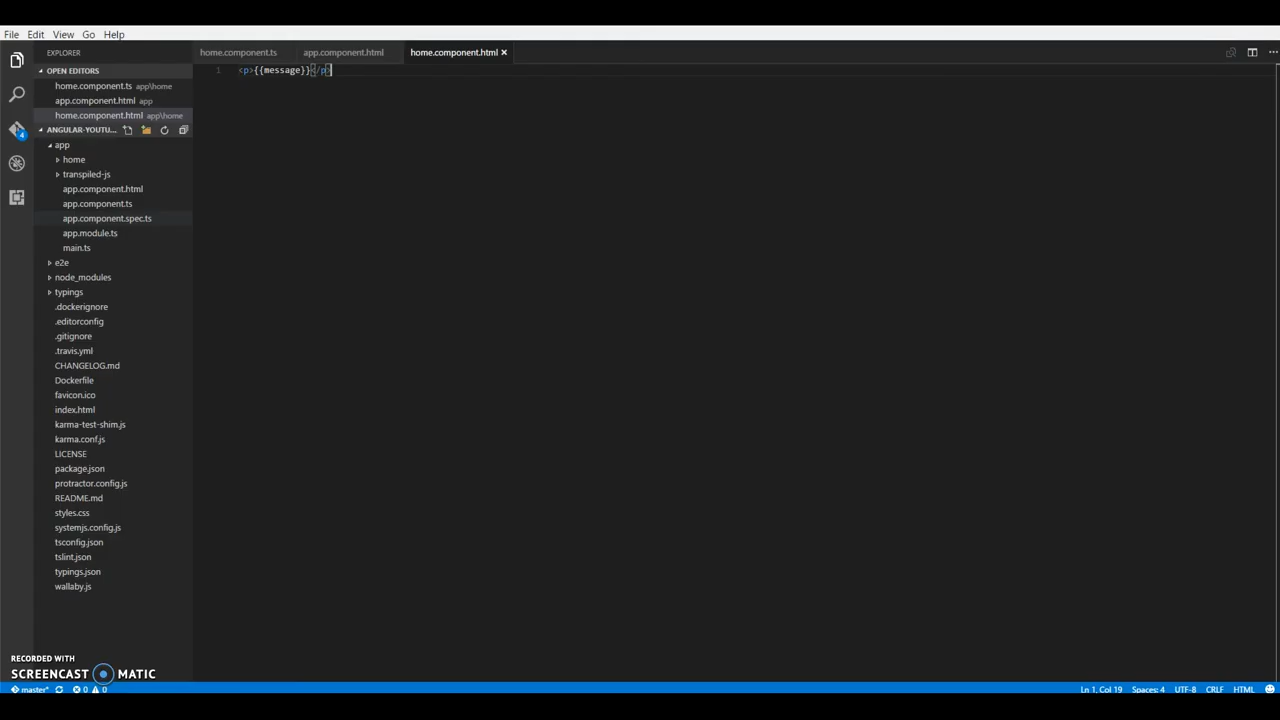 File Edit View Go Help
EXPLORER
home.component.ts app.component.html home.component.html ×
OPEN EDITORS
1 <p>{{message}}</p>
home.component.ts app\home
app.component.html app
home.component.html app\home
ANGULAR-YOUTU...
4
app
home
transpiled-js
app.component.html
app.component.ts
app.component.spec.ts
app.module.ts
main.ts
e2e
node_modules
typings
.dockerignore
.editorconfig
.gitignore
.travis.yml
CHANGELOG.md
Dockerfile
favicon.ico
index.html
karma-test-shim.js
karma.conf.js
LICENSE
package.json
protractor.config.js
README.md
styles.css
systemjs.config.js
tsconfig.json
tslint.json
typings.json
wallaby.js
RECORDED WITH
SCREENCAST MATIC
master* 0 0 Ln 1, Col 19 Spaces: 4 UTF-8 CRLF HTML